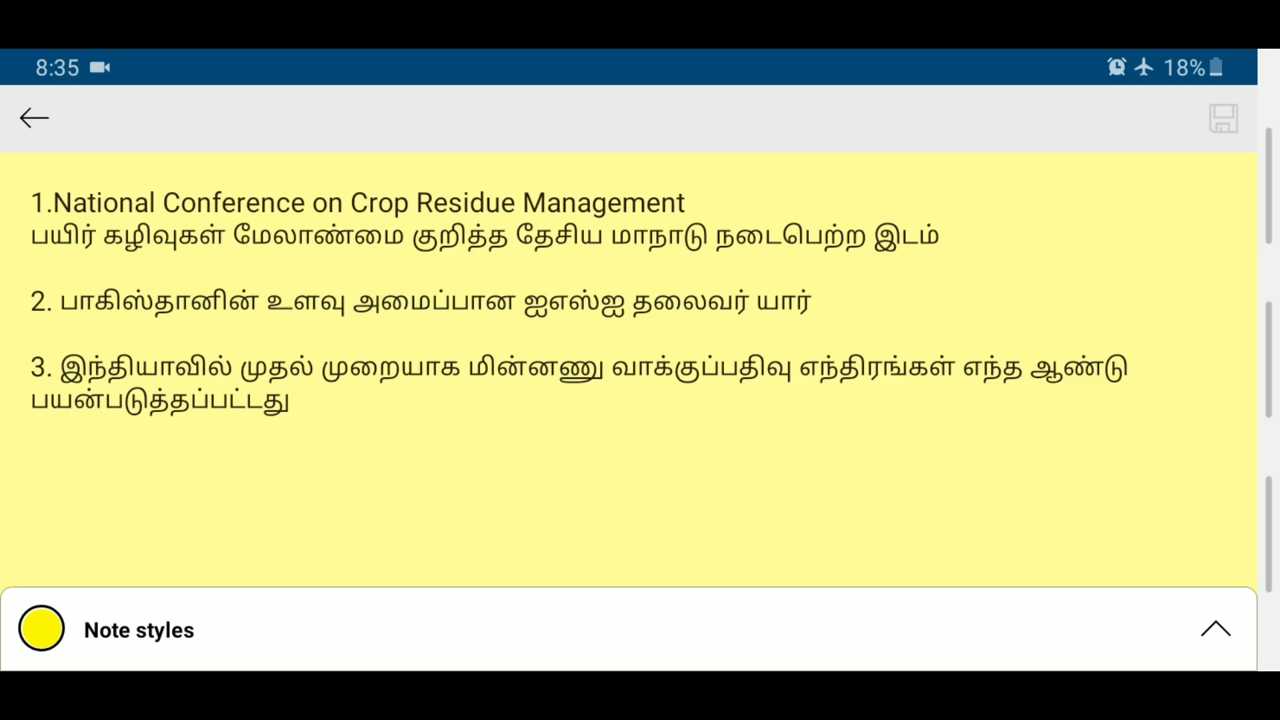 8:35
18%
1.National Conference on Crop Residue Management
பயிர் கழிவுகள் மேலாண்மை குறித்த தேசிய மாநாடு நடைபெற்ற இடம்
2. பாகிஸ்தானின் உளவு அமைப்பான ஐஎஸ்ஐ தலைவர் யார்
3. இந்தியாவில் முதல் முறையாக மின்னணு வாக்குப்பதிவு எந்திரங்கள் எந்த ஆண்டு
பயன்படுத்தப்பட்டது
Note styles